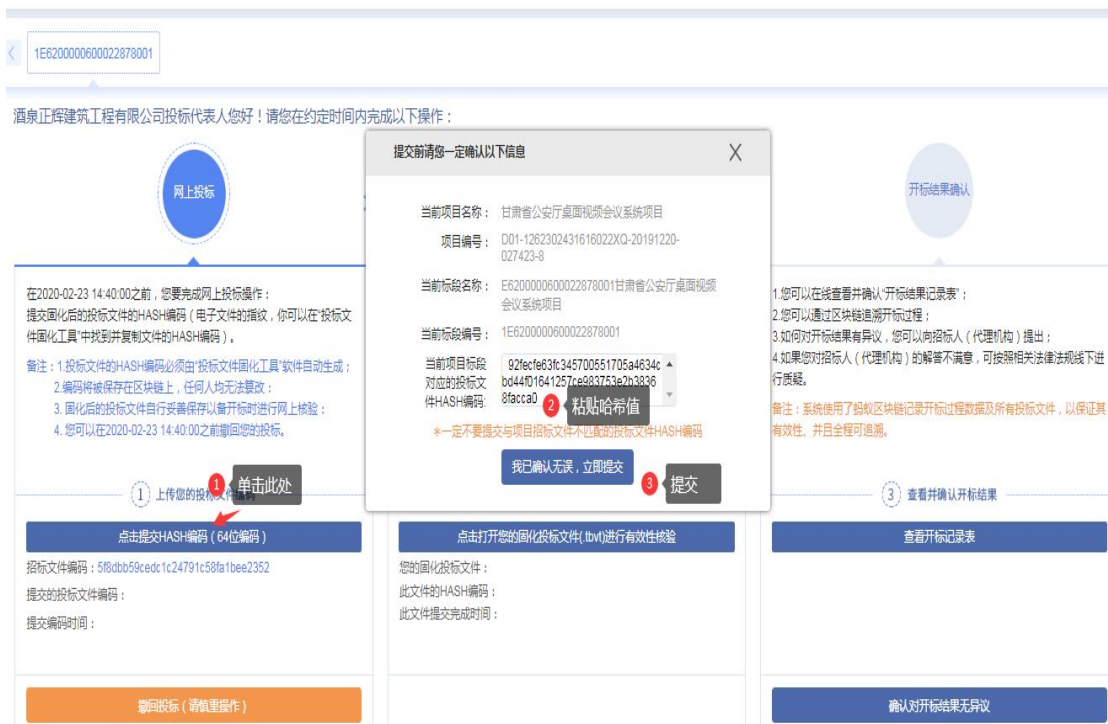 1E6200000600022878001
酒泉正辉建筑工程有限公司投标代表人您好！请您在约定时间内完成以下操作：
网上投标
在2020-02-23 14:40:00之前，您要完成网上投标操作：
提交固化后的投标文件的HASH编码（电子文件的指纹，你可以在“投标文
件固化工具”中找到并复制文件的HASH编码）。
备注：1.投标文件的HASH编码必须由“投标文件固化工具”软件自动生成；
2.编码将被保存在区块链上，任何人均无法篡改；
3. 固化后的投标文件自行妥善保存以备开标时进行网上核验；
4. 您可以在2020-02-23 14:40:00之前撤回您的投标。
1 上传您的投标文件编码
1 单击此处
点击提交HASH编码（64位编码）
招标文件编码：5f8dbb59cedc1c24791c58fa1bee2352
提交的投标文件编码：
提交编码时间：
撤回投标（请慎重操作）
提交前请您一定确认以下信息 X
当前项目名称： 甘肃省公安厅桌面视频会议系统项目
项目编号： D01-1262302431616022XQ-20191220-
027423-8
当前标段名称： E6200000600022878001甘肃省公安厅桌面视频
会议系统项目
当前标段编号： 1E6200000600022878001
当前项目标段
对应的投标文
件HASH编码:
92fecfe63fc345700551705a4634c
bd44f01641257ce983753e2b3836
8facca0
2 粘贴哈希值
*一定不要提交与项目招标文件不匹配的投标文件HASH编码
我已确认无误，立即提交
3 提交
点击打开您的固化投标文件(.tbvt)进行有效性核验
您的固化投标文件：
此文件的HASH编码：
此文件提交完成时间：
开标结果确认
1.您可以在线查看并确认“开标结果记录表”；
2.您可以通过区块链追溯开标过程；
3.如何对开标结果有异议，您可以向招标人（代理机构）提出；
4.如果您对招标人（代理机构）的解答不满意，可按照相关法律法规线下进
行质疑。
备注：系统使用了蚂蚁区块链记录开标过程数据及所有投标文件，以保证其
有效性、并且全程可追溯。
3 查看并确认开标结果
查看开标记录表
确认对开标结果无异议